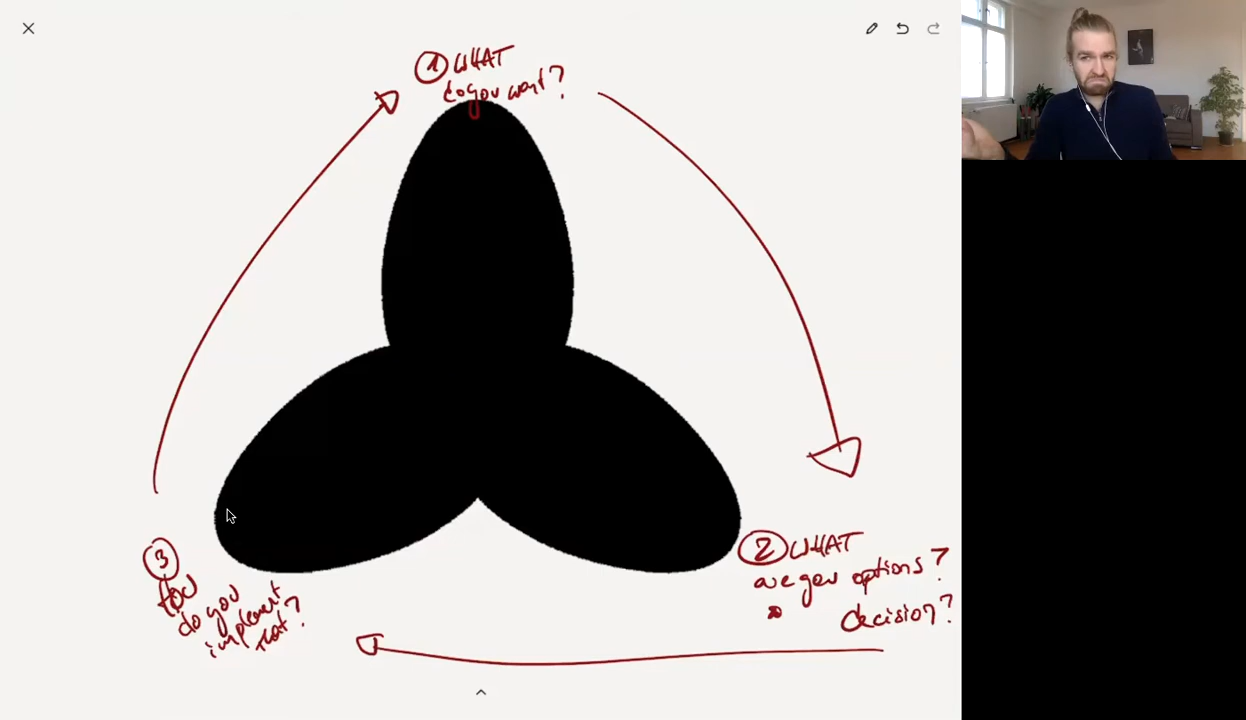 1 WHAT
do you want?
2 WHAT
are your options?
decision?
3
How
do you
implement
that?